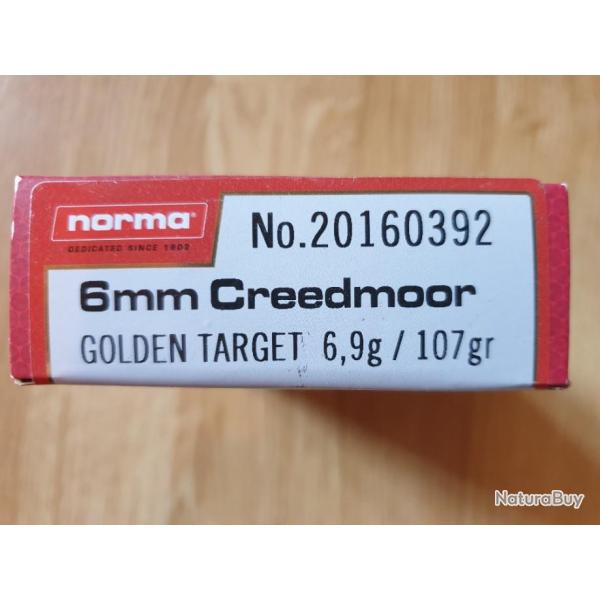 norma
DEDICATED SINCE 1902
No.20160392
6mm Creedmoor
GOLDEN TARGET 6,9g / 107gr
NaturaBuy